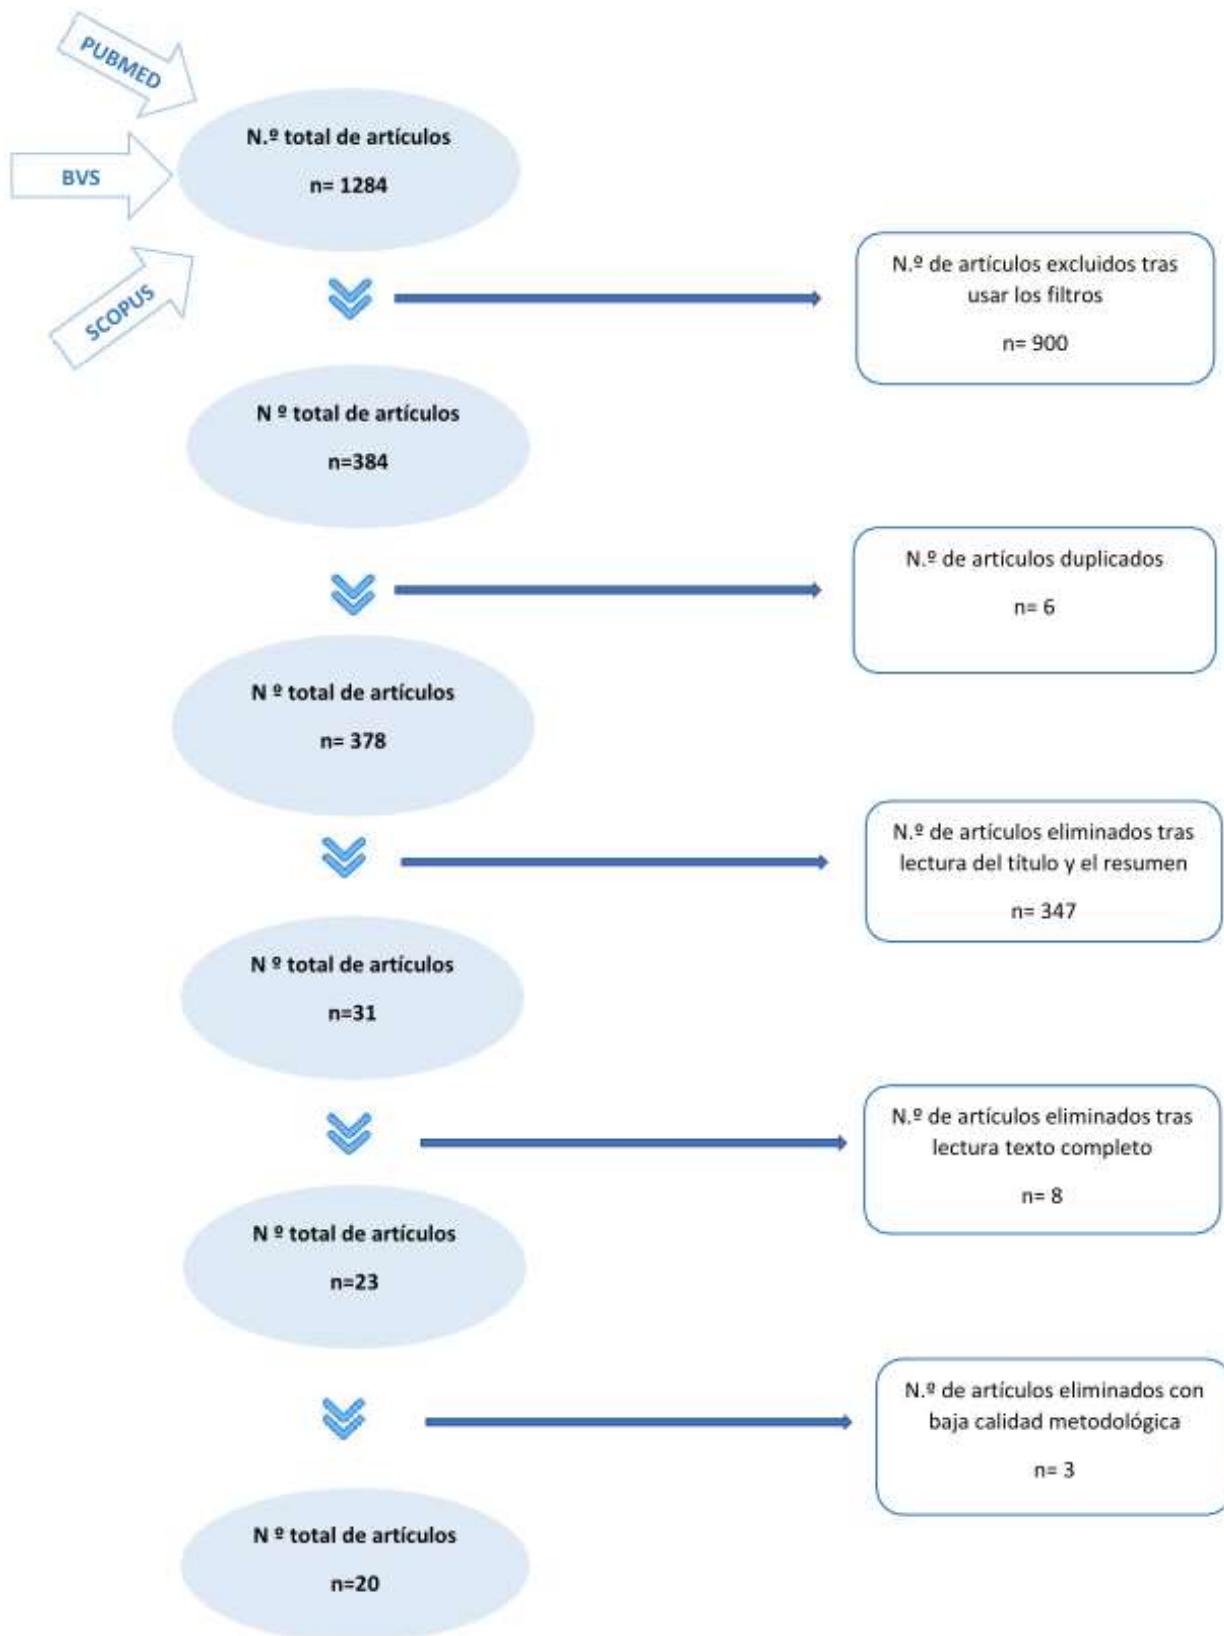 PUBMED
BVS
SCOPUS
N.º total de artículos
n= 1284
N.º de artículos excluidos tras
usar los filtros
n= 900
N º total de artículos
n=384
N.º de artículos duplicados
n= 6
N º total de artículos
n= 378
N.º de artículos eliminados tras
lectura del título y el resumen
n= 347
N º total de artículos
n=31
N.º de artículos eliminados tras
lectura texto completo
n= 8
N º total de artículos
n=23
N.º de artículos eliminados con
baja calidad metodológica
n= 3
N º total de artículos
n=20